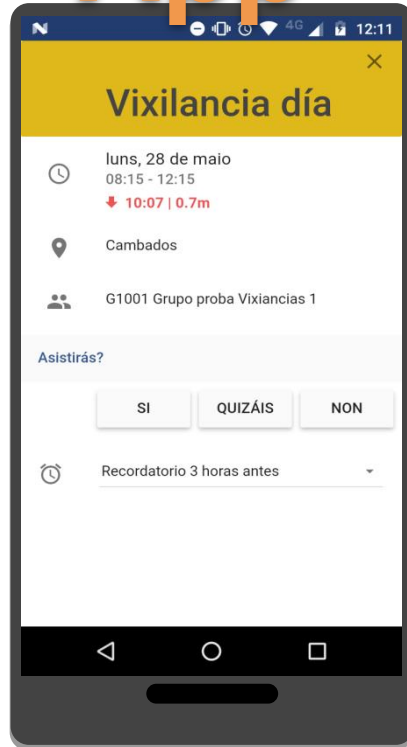 4G 12:11
Vixilancia día
luns, 28 de maio
08:15 - 12:15
10:07 | 0.7m
Cambados
G1001 Grupo proba Vixiancias 1
Asistirás?
SI QUIZÁIS NON
Recordatorio 3 horas antes